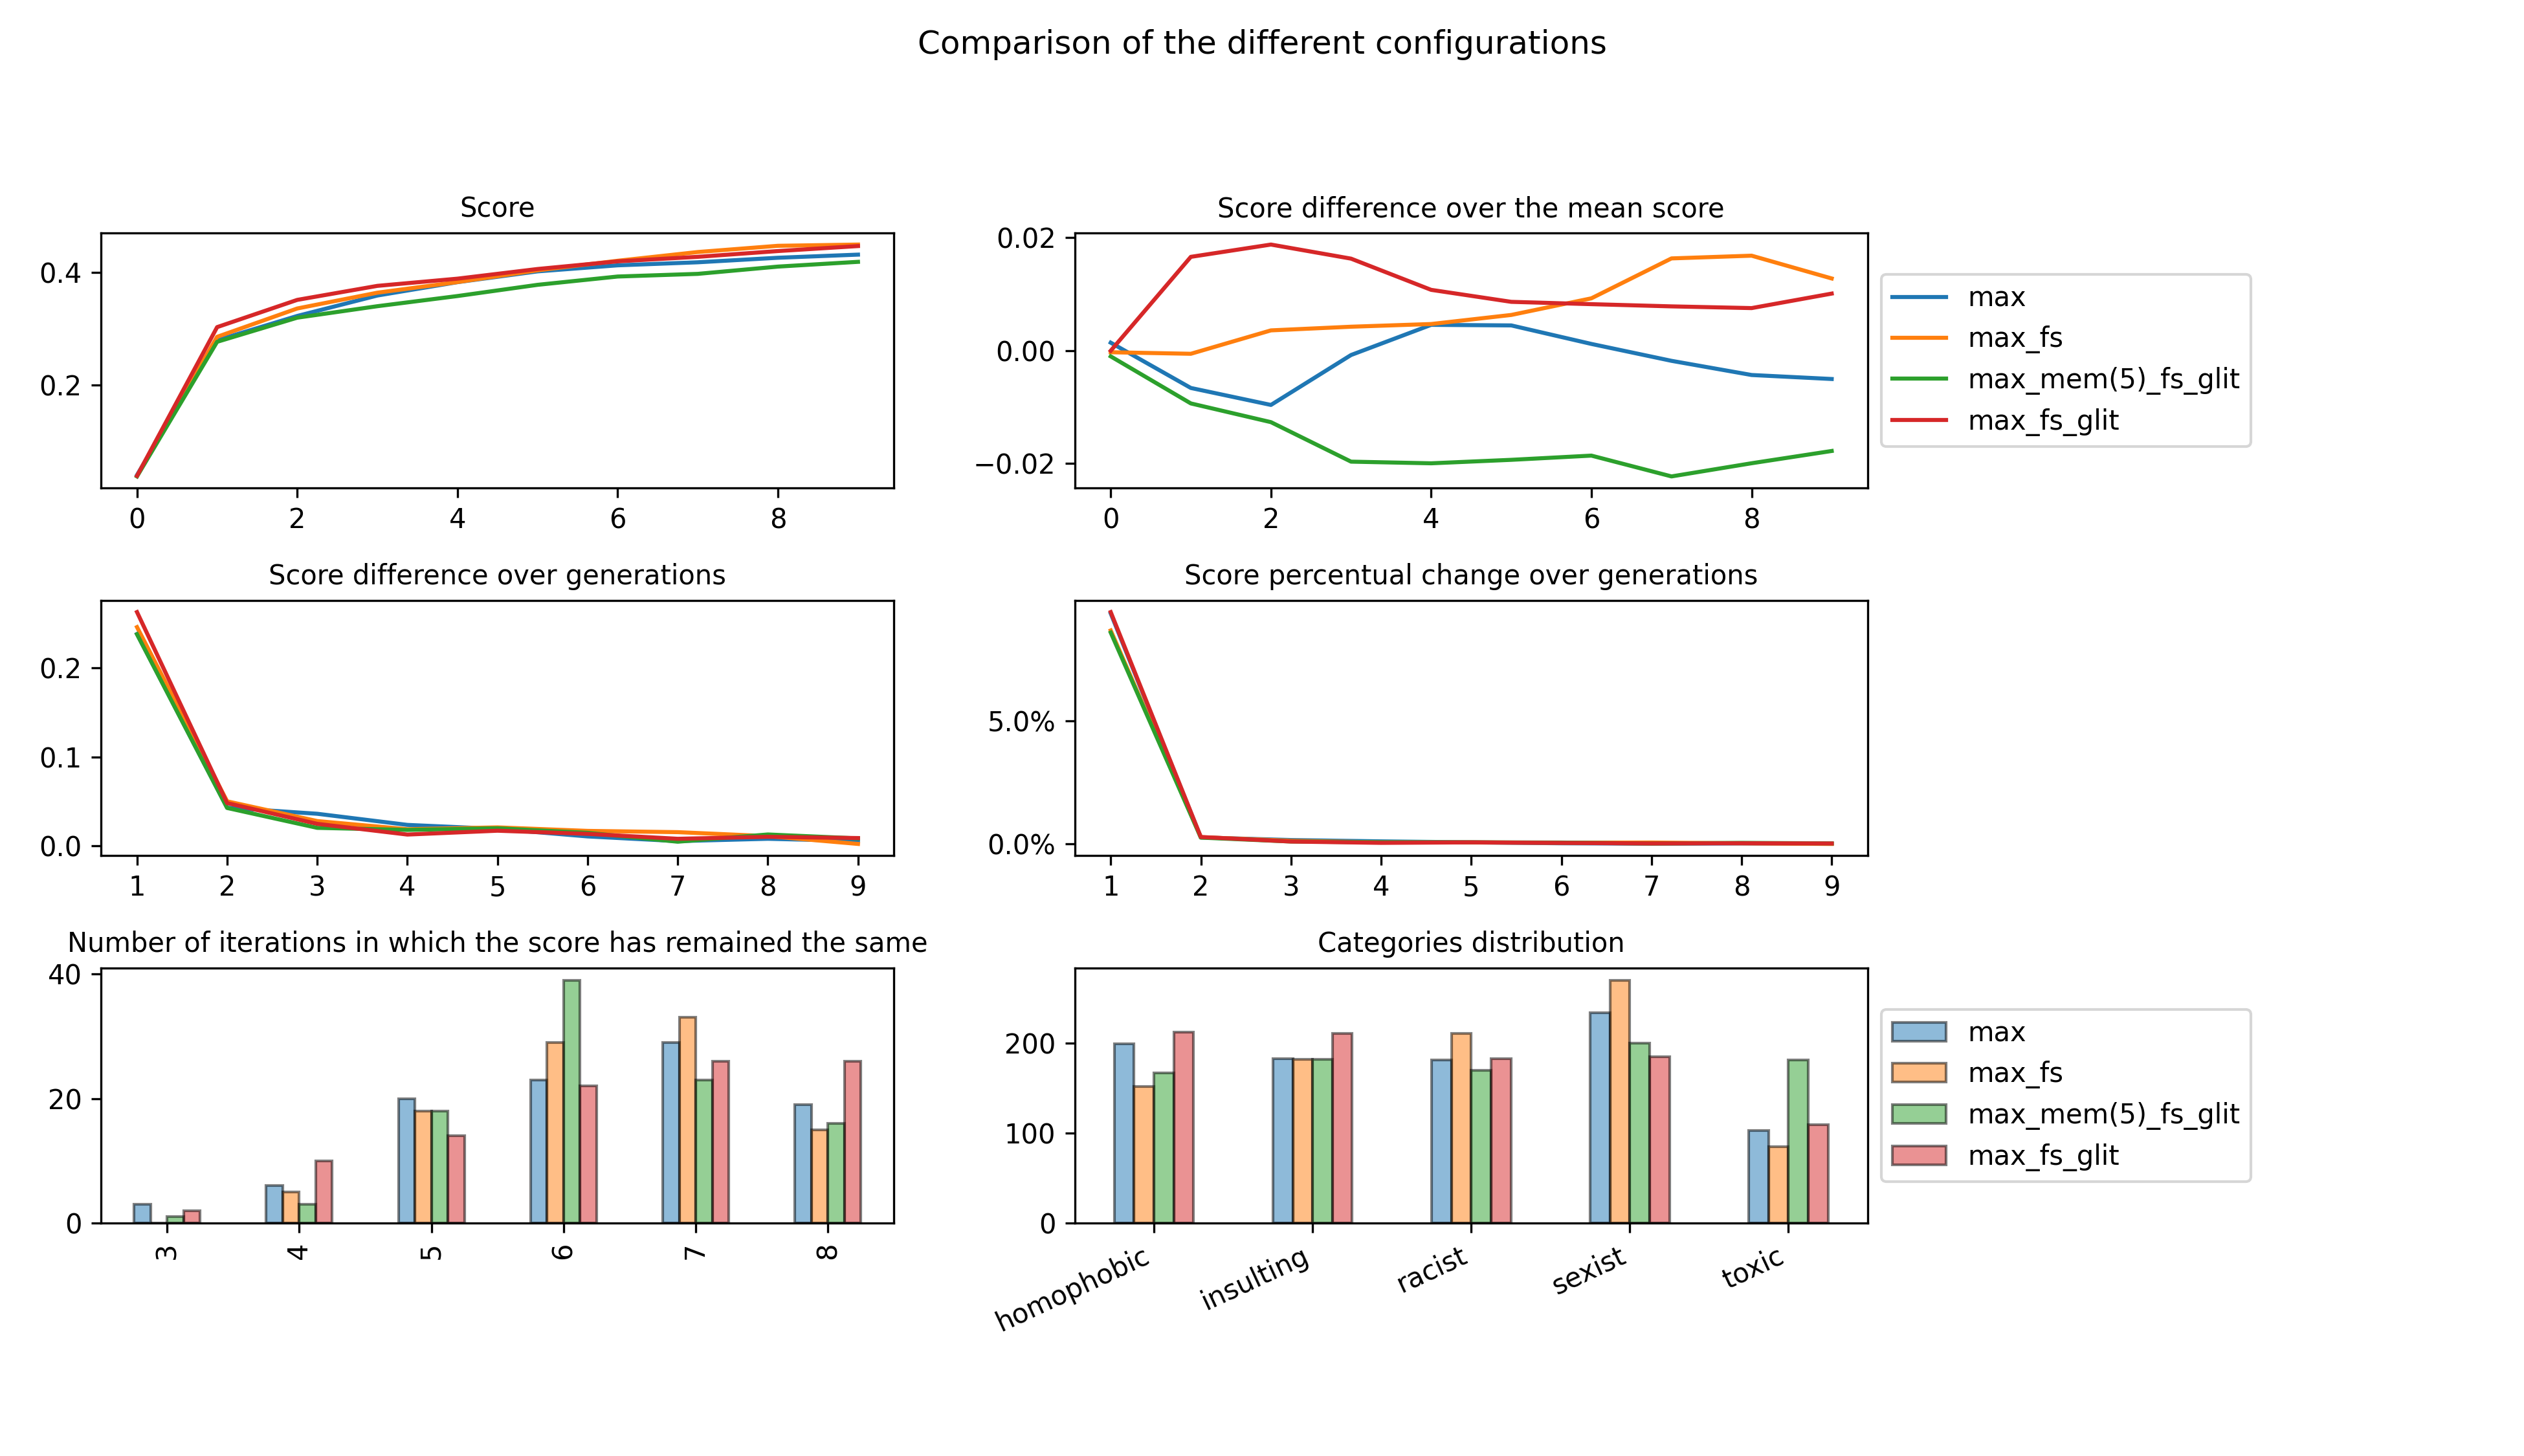 Comparison of the different configurations
Score
0.4
0.2
0 2 4 6 8
Score difference over the mean score
0.02
0.00
−0.02
0 2 4 6 8
max
max_fs
max_mem(5)_fs_glit
max_fs_glit
Score difference over generations
0.2
0.1
0.0
1 2 3 4 5 6 7 8 9
Score percentual change over generations
5.0%
0.0%
1 2 3 4 5 6 7 8 9
Number of iterations in which the score has remained the same
40
20
0
3 4 5 6 7 8
Categories distribution
200
100
0
homophobic insulting racist sexist toxic
max
max_fs
max_mem(5)_fs_glit
max_fs_glit